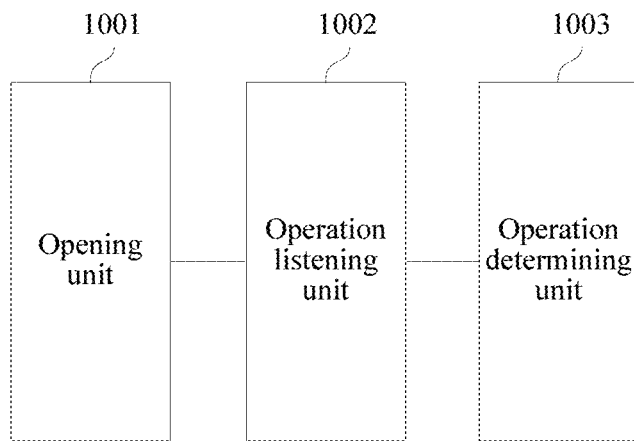 1001
1002
1003
Opening
unit
Operation
listening
unit
Operation
determining
unit